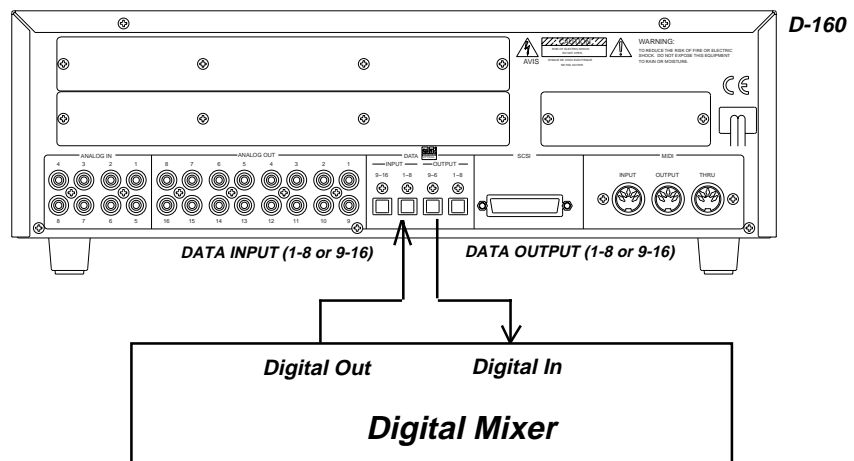 D-160
AVIS
WARNING:
TO REDUCE THE RISK OF FIRE OR ELECTRIC
SHOCK. DO NOT EXPOSE THIS EQUIPMENT
TO RAIN OR MOISTURE.
CE
ANALOG IN
4 3 2 1
8 7 6 5
ANALOG OUT
8 7 6 5 4 3 2 1
16 15 14 13 12 11 10 9
DATA
INPUT OUTPUT
9–16 1–8 9–6 1–8
SCSI
MIDI
INPUT OUTPUT THRU
DATA INPUT (1-8 or 9-16)
DATA OUTPUT (1-8 or 9-16)
Digital Out
Digital In
Digital Mixer